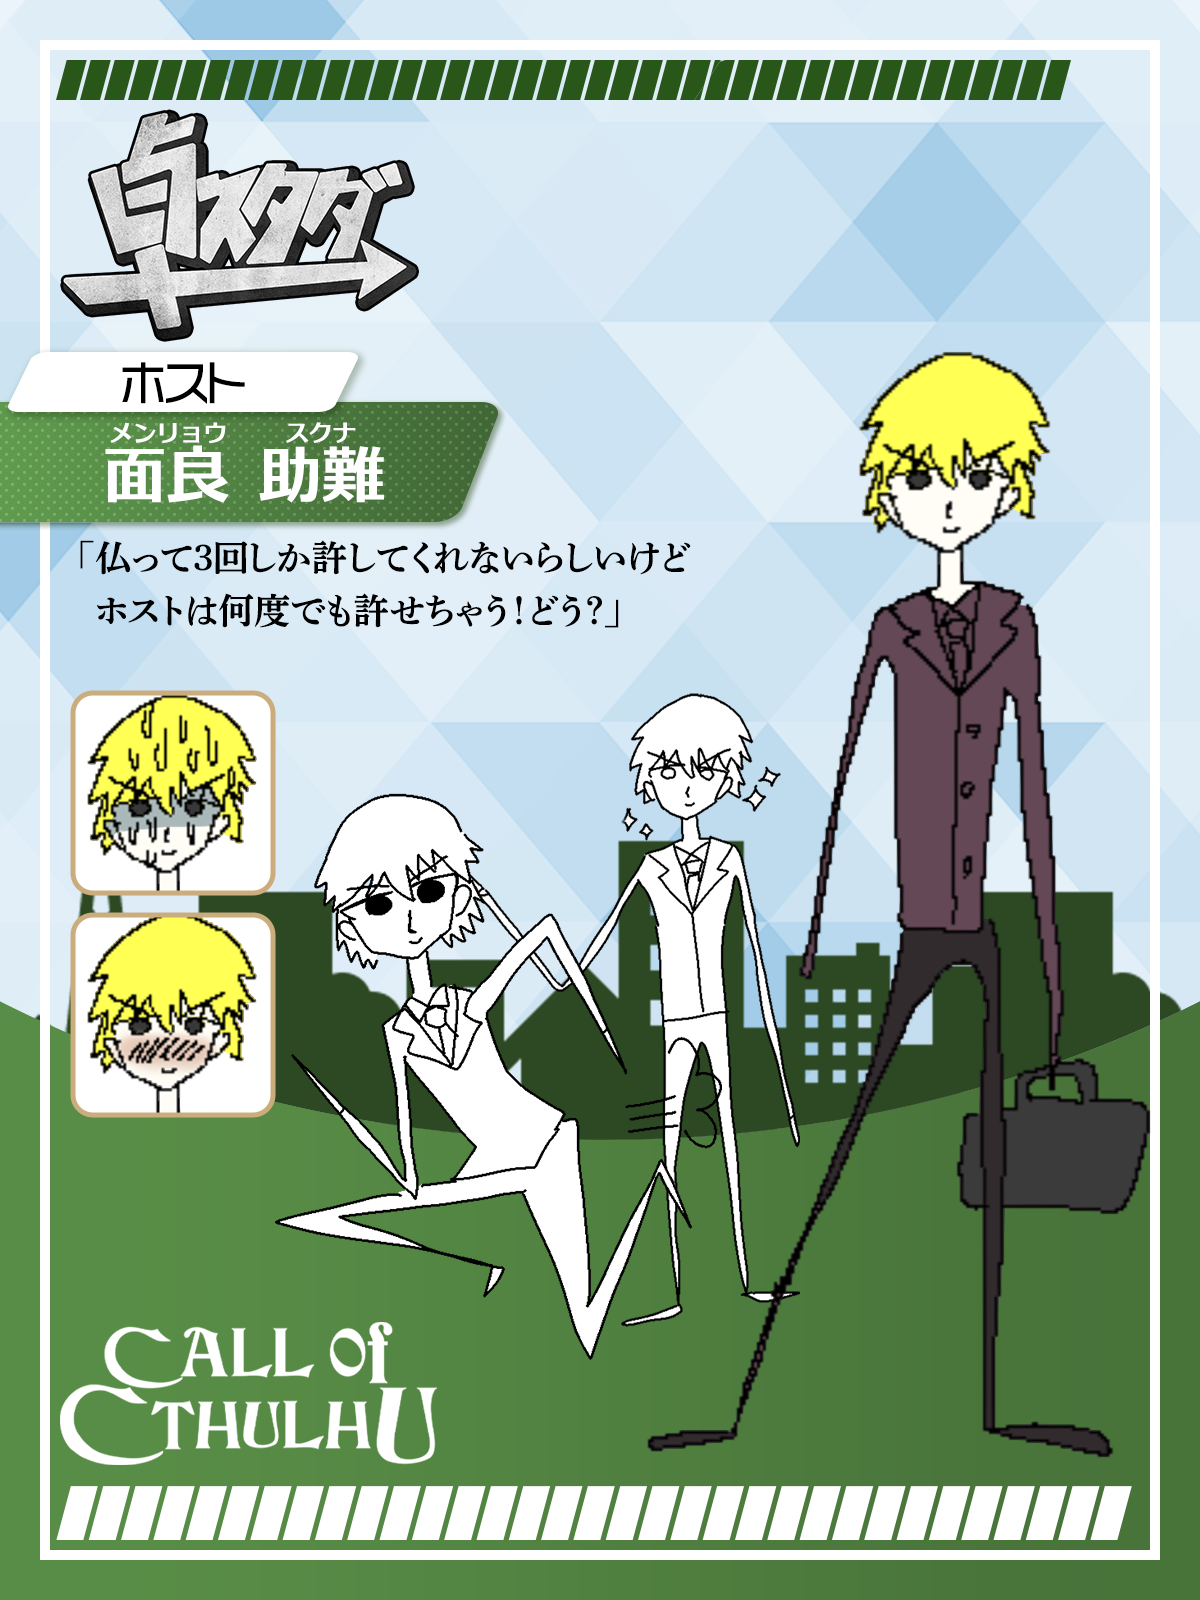 卓ラスタダ
ホスト
メンリョウ スクナ
面良 助難
「仏って3回しか許してくれないらしいけど
ホストは何度でも許せちゃう!どう?」
CALL Of
CTHULHU